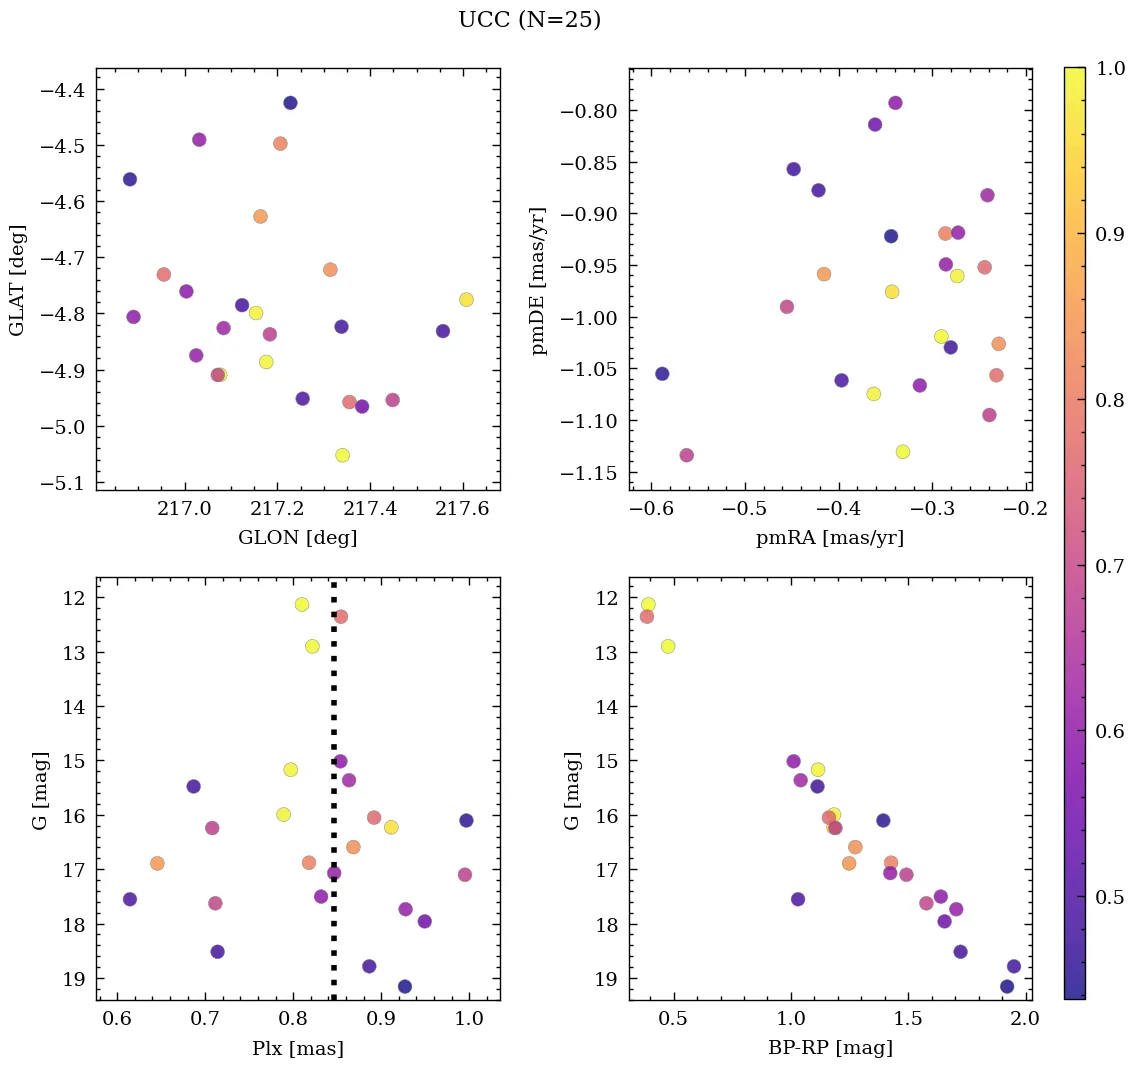 UCC (N=25)
−4.4
−4.5
−4.6
−4.7
−4.8
−4.9
−5.0
−5.1
GLAT [deg]
217.0 217.2 217.4 217.6
GLON [deg]
−0.80
−0.85
−0.90
−0.95
−1.00
−1.05
−1.10
−1.15
pmDE [mas/yr]
−0.6 −0.5 −0.4 −0.3 −0.2
pmRA [mas/yr]
12
13
14
15
16
17
18
19
G [mag]
0.6 0.7 0.8 0.9 1.0
Plx [mas]
12
13
14
15
16
17
18
19
G [mag]
0.5 1.0 1.5 2.0
BP-RP [mag]
1.0
0.9
0.8
0.7
0.6
0.5